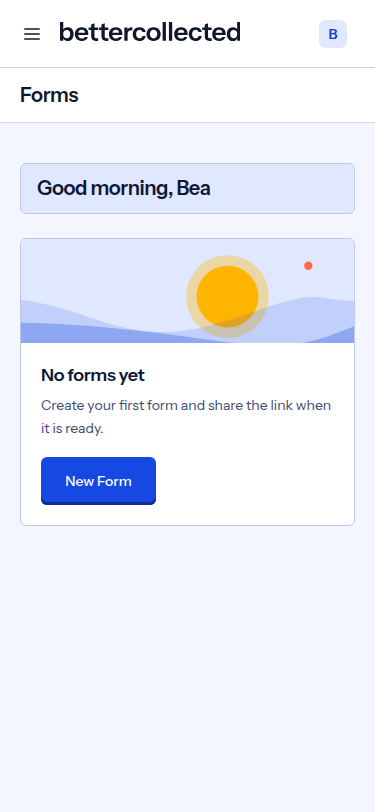 bettercollected
B
Forms
Good morning, Bea
No forms yet
Create your first form and share the link when
it is ready.
New Form